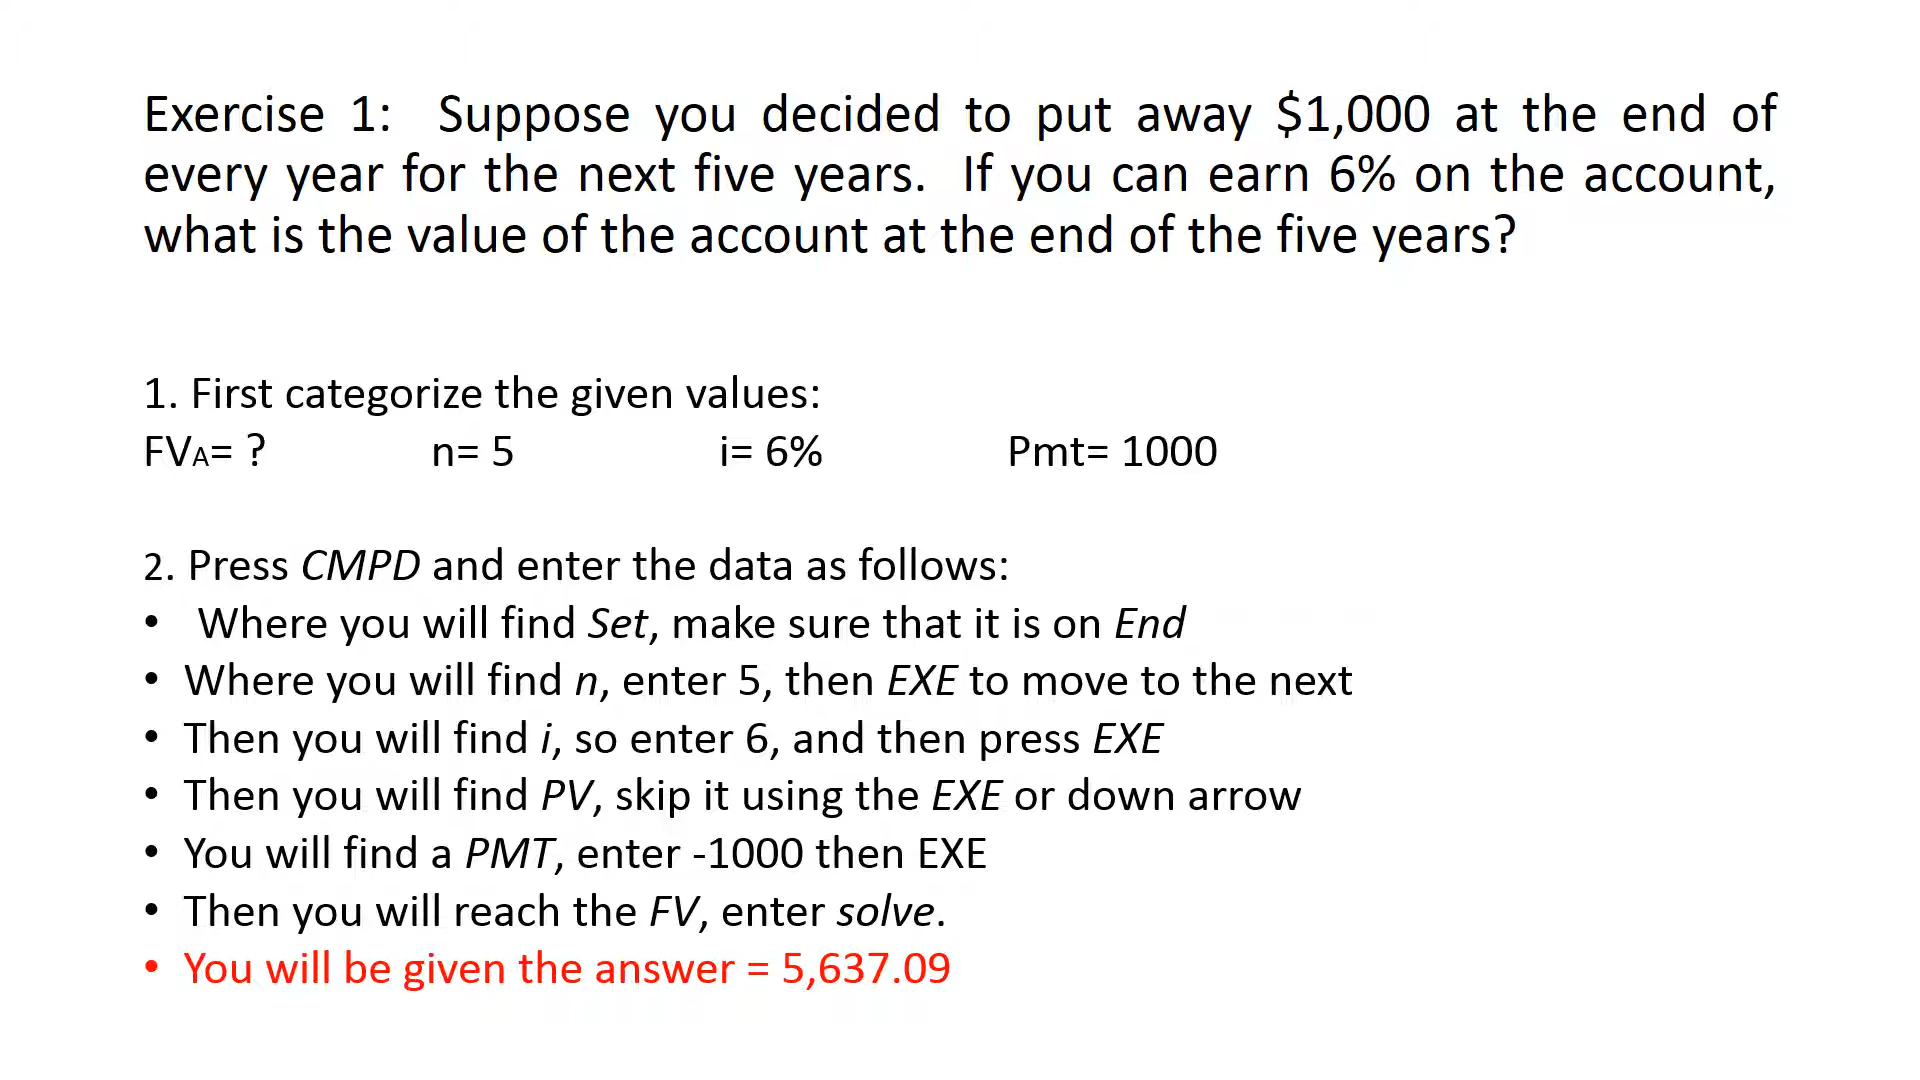 Exercise 1: Suppose you decided to put away $1,000 at the end of
every year for the next five years. If you can earn 6% on the account,
what is the value of the account at the end of the five years?
1. First categorize the given values:
FVA= ? n= 5 i= 6% Pmt= 1000
2. Press CMPD and enter the data as follows:
• Where you will find Set, make sure that it is on End
• Where you will find n, enter 5, then EXE to move to the next
• Then you will find i, so enter 6, and then press EXE
• Then you will find PV, skip it using the EXE or down arrow
• You will find a PMT, enter -1000 then EXE
• Then you will reach the FV, enter solve.
• You will be given the answer = 5,637.09